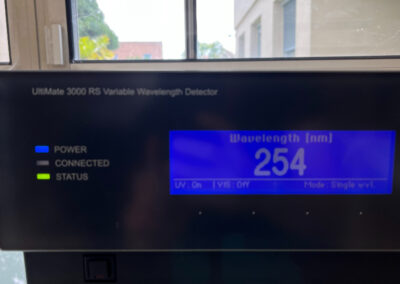 UltiMate 3000 RS Variable Wavelength Detector
POWER
CONNECTED
STATUS
Wavelength [nm]
254
UV: On VIS: Off Mode: Single wvl.